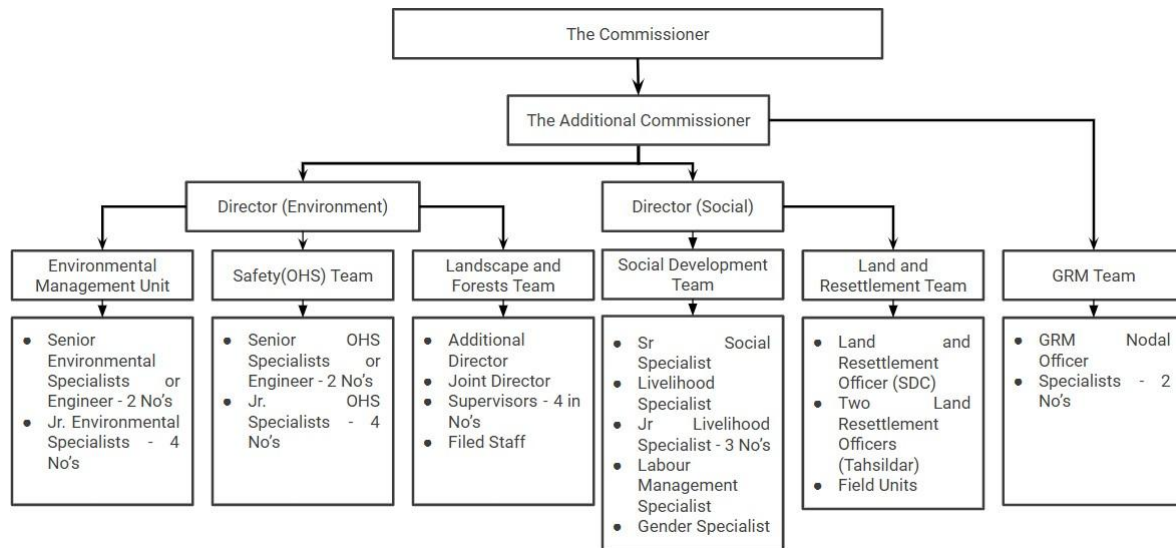 The Commissioner
The Additional Commissioner
Director (Environment)
Director (Social)
Environmental
Management Unit
Safety(OHS) Team
Landscape and
Forests Team
Social Development
Team
Land and
Resettlement Team
GRM Team
● Senior
Environmental
Specialists or
Engineer - 2 No's
● Jr. Environmental
Specialists - 4
No's
● Senior OHS
Specialists or
Engineer - 2 No's
● Jr. OHS
Specialists - 4
No's
● Additional
Director
● Joint Director
● Supervisors - 4 in
No's
● Filed Staff
● Sr Social
Specialist
● Livelihood
Specialist
● Jr Livelihood
Specialist - 3 No's
● Labour
Management
Specialist
● Gender Specialist
● Land and
Resettlement
Officer (SDC)
● Two Land
Resettlement
Officers
(Tahsildar)
● Field Units
● GRM Nodal
Officer
● Specialists - 2
No's